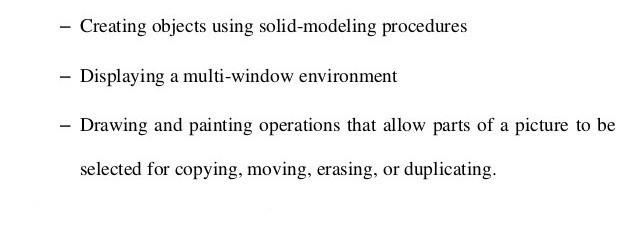 – Creating objects using solid-modeling procedures
– Displaying a multi-window environment
– Drawing and painting operations that allow parts of a picture to be
selected for copying, moving, erasing, or duplicating.